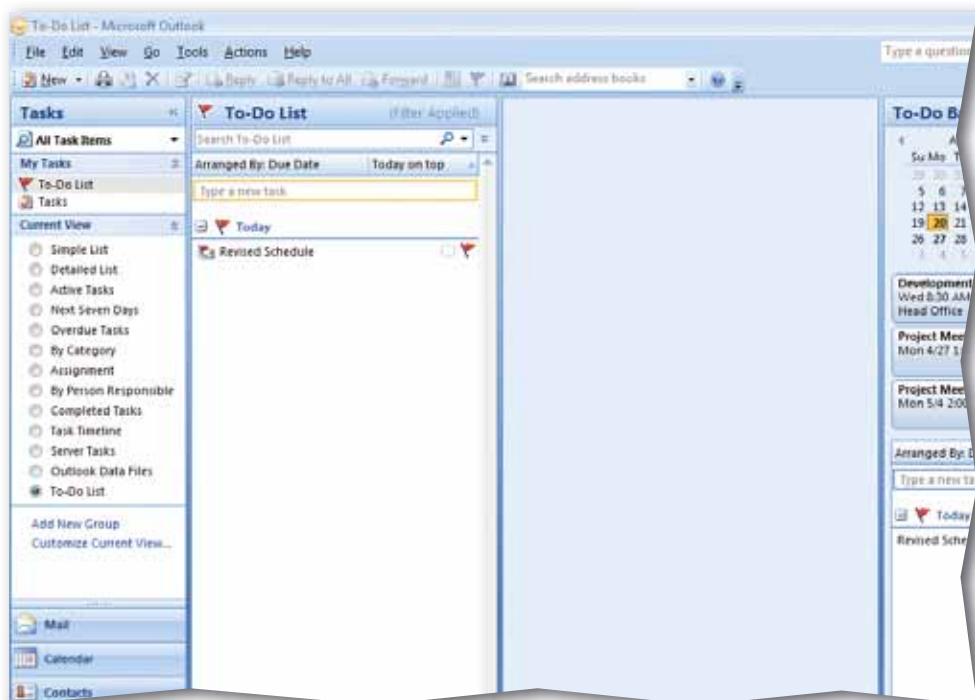 To-Do List - Microsoft Outlook
File Edit View Go Tools Actions Help
Type a question
New Reply Reply to All Forward Search address books
Tasks
All Task Items
My Tasks
To-Do List
Tasks
Current View
Simple List
Detailed List
Active Tasks
Next Seven Days
Overdue Tasks
By Category
Assignment
By Person Responsible
Completed Tasks
Task Timeline
Server Tasks
Outlook Data Files
To-Do List
Add New Group
Customize Current View...
Mail
Calendar
Contacts
To-Do List (Filter Applied)
Search To-Do List
Arranged By: Due Date Today on top
Type a new task
Today
Revised Schedule
To-Do B
A
Su Mo T
29 30 31
5 6 7
12 13 14
19 20 21
26 27 28
3 4 5
Development
Wed 8:30 AM
Head Office
Project Mee
Mon 4/27 1:
Project Mee
Mon 5/4 2:00
Arranged By: D
Type a new ta
Today
Revised Sche